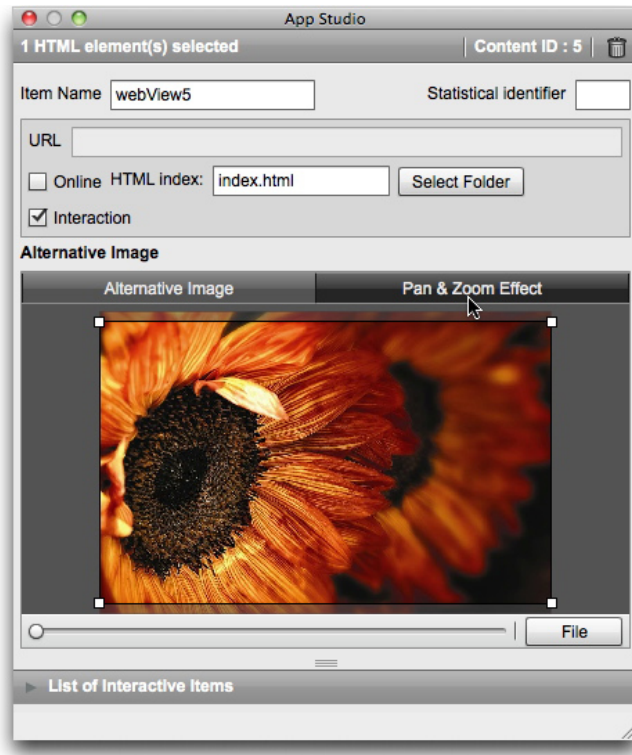 App Studio
1 HTML element(s) selected Content ID : 5
Item Name webView5 Statistical identifier
URL
Online HTML index: index.html Select Folder
Interaction
Alternative Image
Alternative Image Pan & Zoom Effect
File
List of Interactive Items